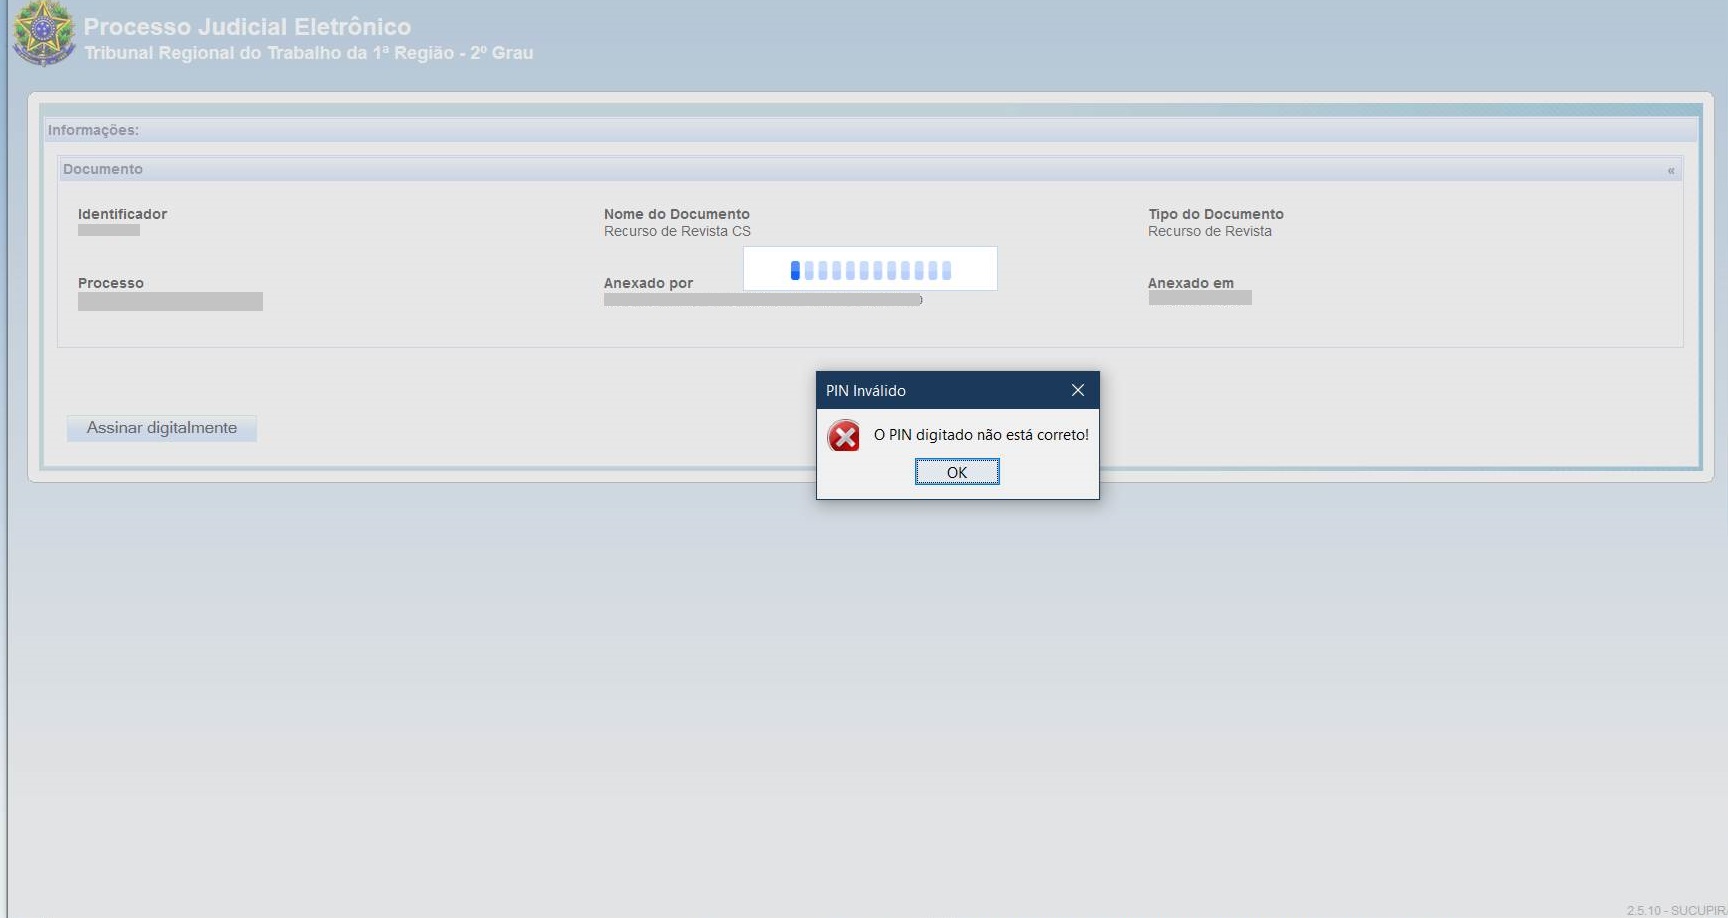 Processo Judicial Eletrônico
Tribunal Regional do Trabalho da 1ª Região - 2º Grau
Informações:
Documento «
Identificador Nome do Documento Tipo do Documento
Recurso de Revista CS Recurso de Revista
Processo Anexado por Anexado em
PIN Inválido
O PIN digitado não está correto!
OK
Assinar digitalmente
2.5.10 - SUCUPIR